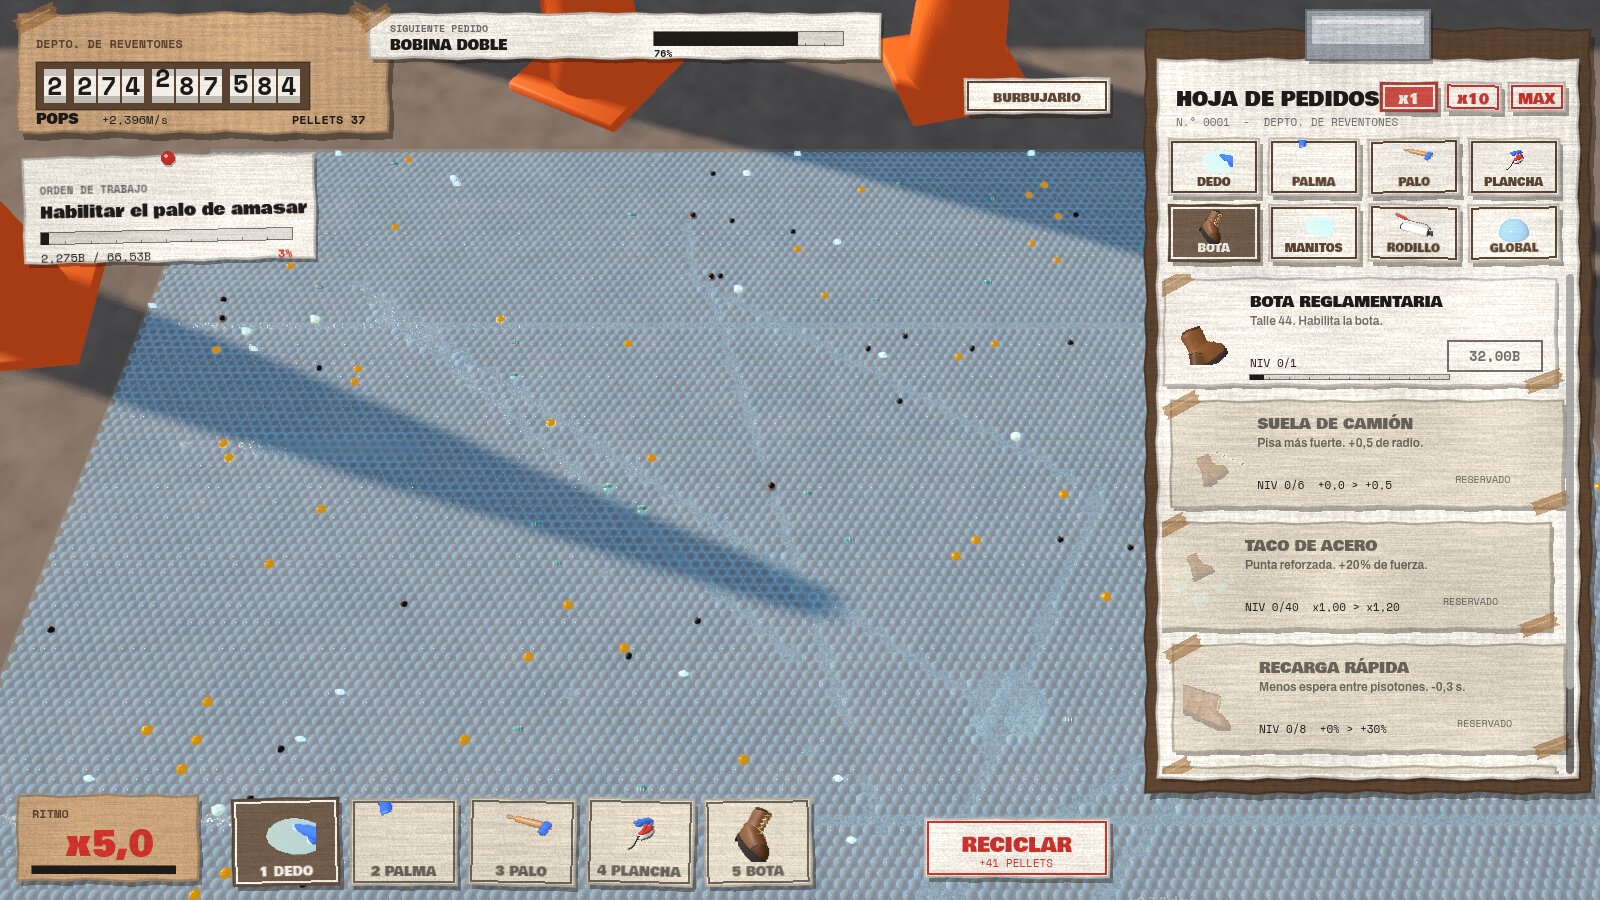 DEPTO. DE REVENTONES
2 274 287 584
POPS +2,396M/s PELLETS 37
SIGUIENTE PEDIDO
BOBINA DOBLE
76%
BURBUJARIO
ORDEN DE TRABAJO
Habilitar el palo de amasar
2,275B / 66,53B 3%
HOJA DE PEDIDOS x1 x10 MAX
N.° 0001 - DEPTO. DE REVENTONES
DEDO PALMA PALO PLANCHA
BOTA MANITOS RODILLO GLOBAL
BOTA REGLAMENTARIA
Talle 44. Habilita la bota.
NIV 0/1 32,00B
SUELA DE CAMIÓN
Pisa más fuerte. +0,5 de radio.
NIV 0/6 +0,0 > +0,5 RESERVADO
TACO DE ACERO
Punta reforzada. +20% de fuerza.
NIV 0/40 x1,00 > x1,20 RESERVADO
RECARGA RÁPIDA
Menos espera entre pisotones. -0,3 s.
NIV 0/8 +0% > +30% RESERVADO
RITMO
x5,0
1 DEDO 2 PALMA 3 PALO 4 PLANCHA 5 BOTA
RECICLAR
+41 PELLETS